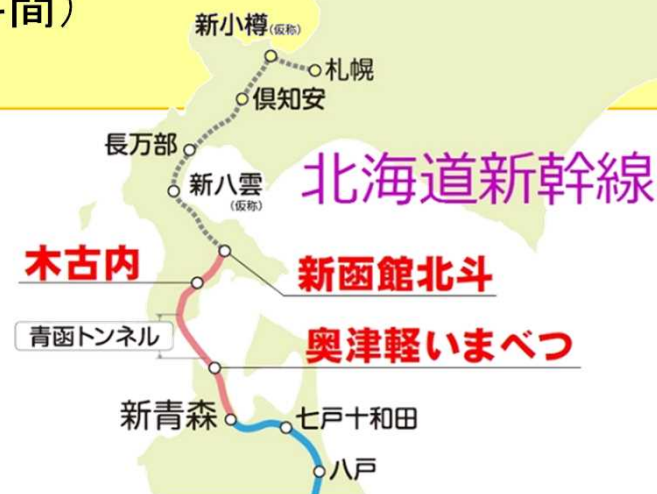 間）
新小樽（仮称）
札幌
倶知安
長万部
新八雲
（仮称）
北海道新幹線
木古内
新函館北斗
青函トンネル
奥津軽いまべつ
新青森
七戸十和田
八戸